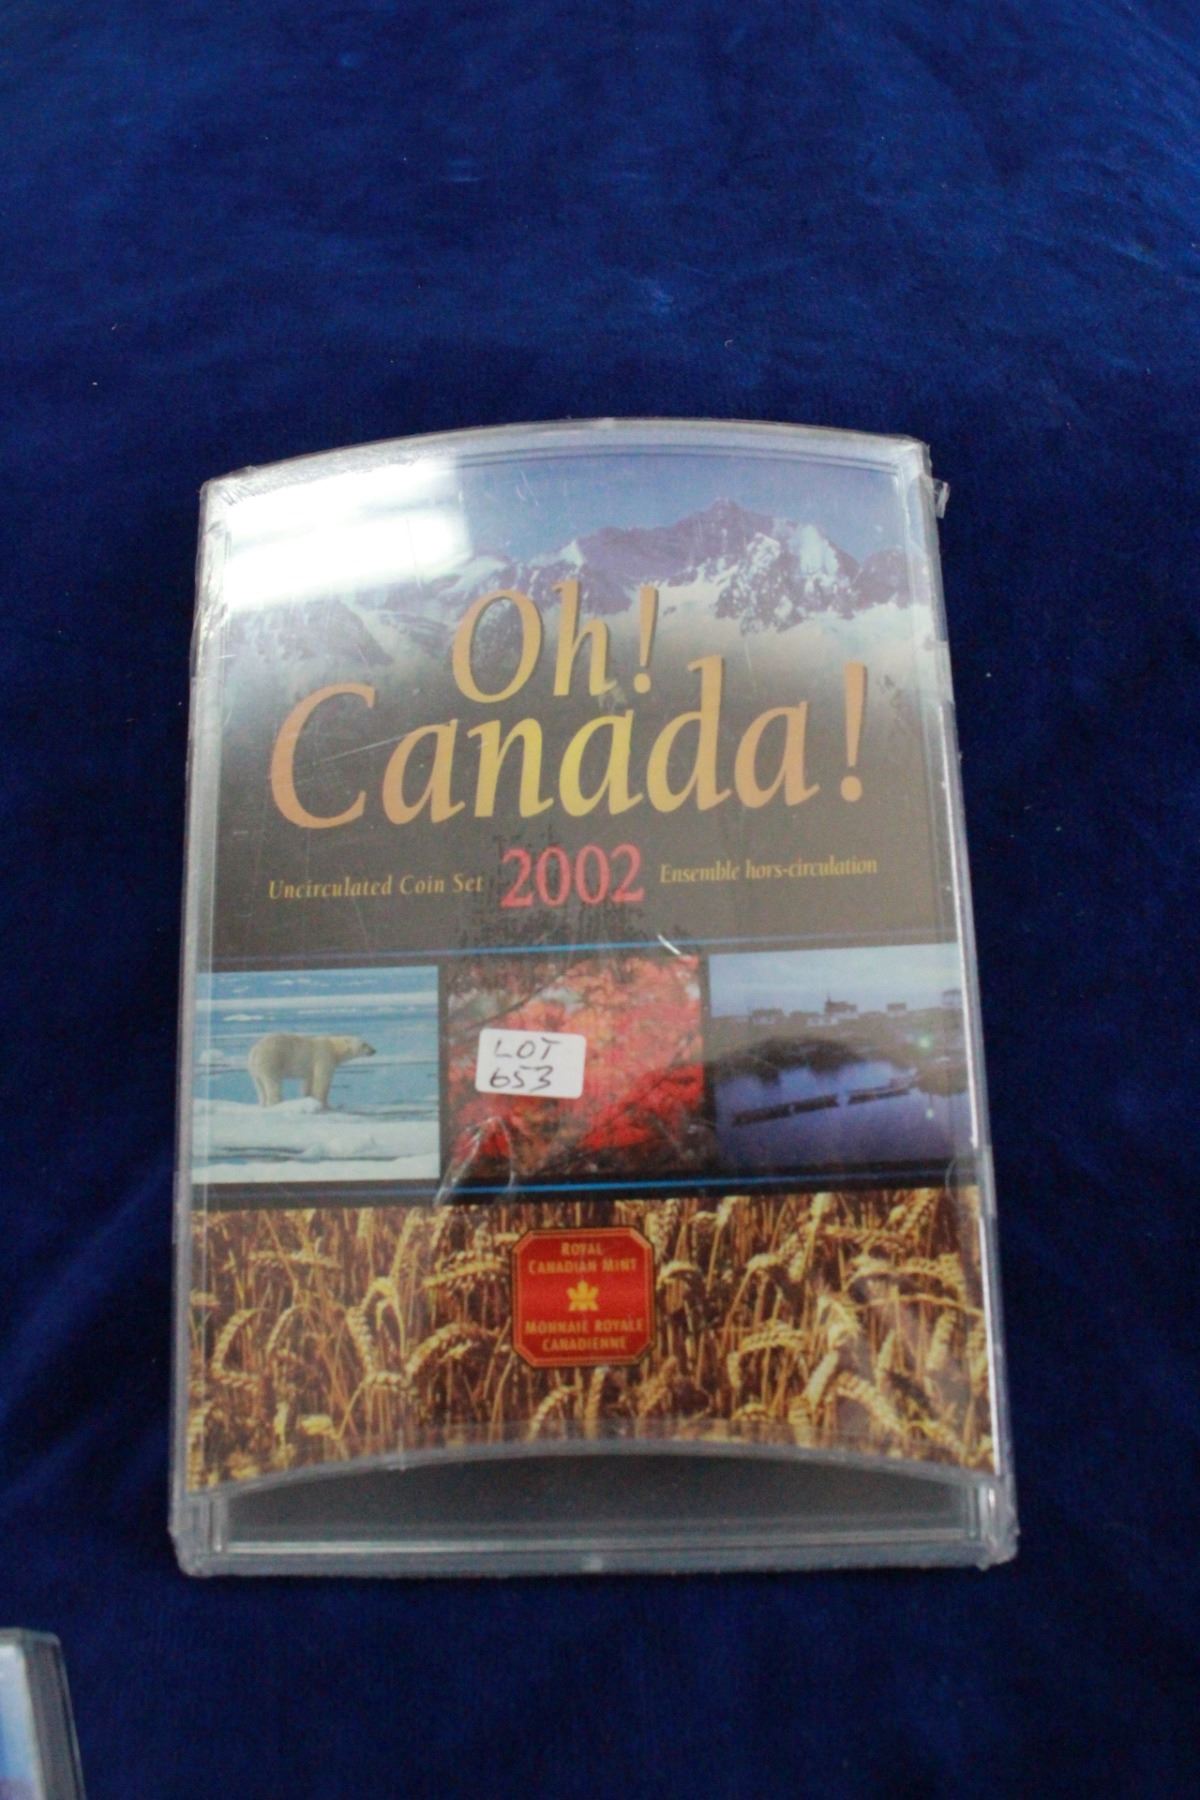 Oh!
Canada!
Uncirculated Coin Set 2002 Ensemble hors-circulation
LOT
653
ROYAL
CANADIAN MINT
MONNAIE ROYALE
CANADIENNE